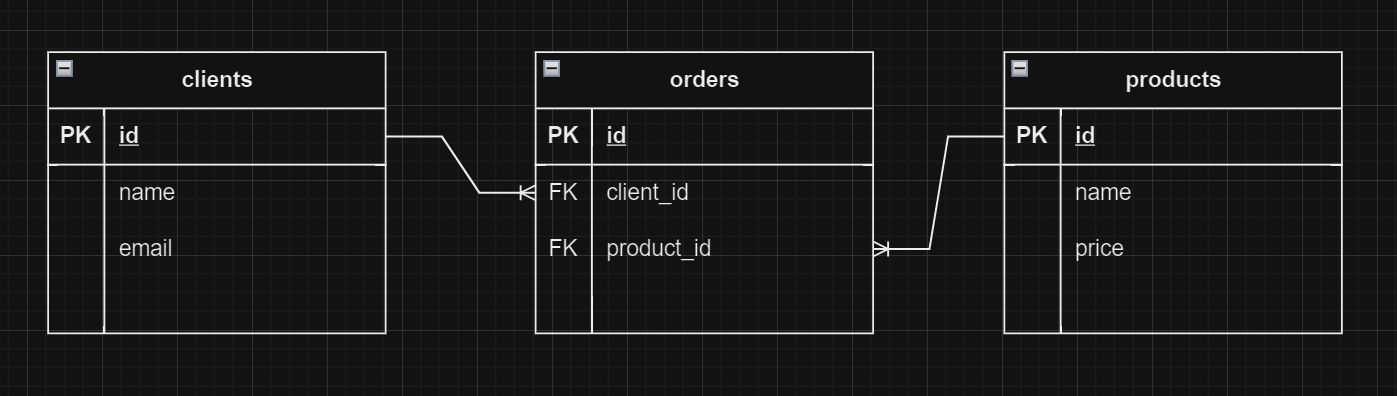 clients
PK id
name
email
orders
PK id
FK client_id
FK product_id
products
PK id
name
price